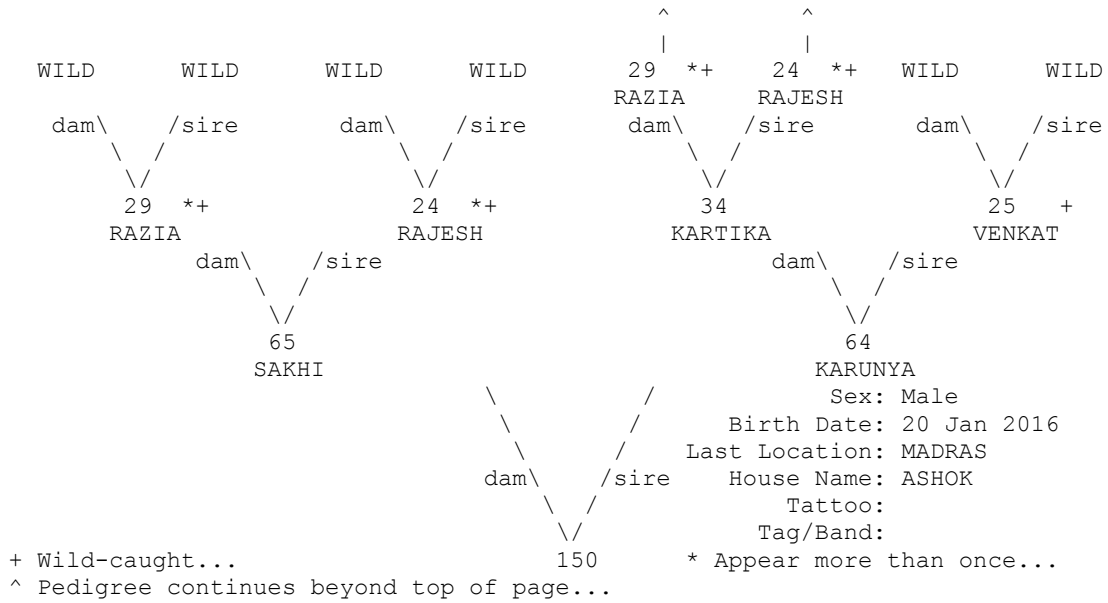 ^ ^
| |
WILD WILD WILD WILD 29 *+ 24 *+ WILD WILD
RAZIA RAJESH
dam\ /sire dam\ /sire dam\ /sire dam\ /sire
\ / \ / \ / \ /
\/ \/ \/ \/
29 *+ 24 *+ 34 25 +
RAZIA RAJESH KARTIKA VENKAT
dam\ /sire dam\ /sire
\ / \ /
\/ \/
65 64
SAKHI KARUNYA
\ / Sex: Male
\ / Birth Date: 20 Jan 2016
\ / Last Location: MADRAS
dam\ /sire House Name: ASHOK
\ / Tattoo:
\/ Tag/Band:
+ Wild-caught... 150 * Appear more than once...
^ Pedigree continues beyond top of page...